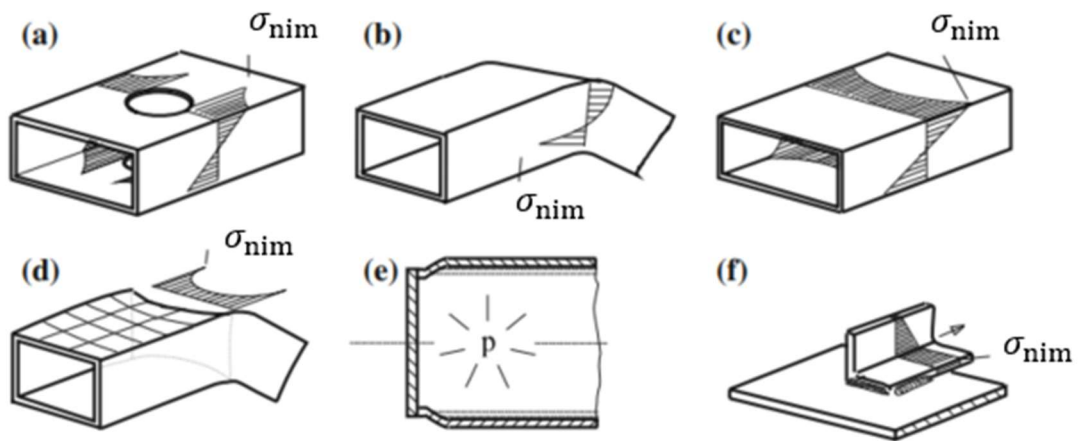 (a) σnim (b) (c) σnim
σnim
(d) σnim (e) p (f) σnim